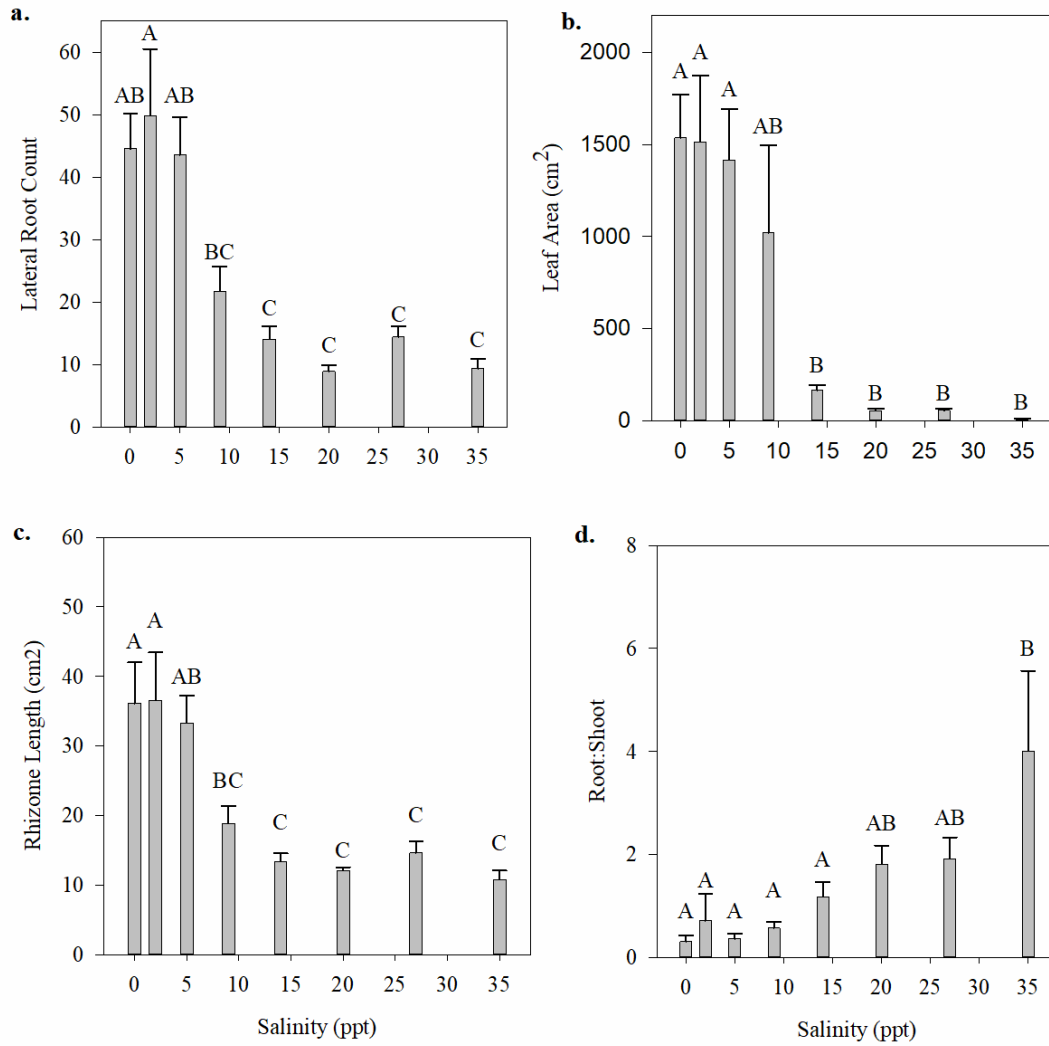 a.
Lateral Root Count
60
50
40
30
20
10
0
AB
A
AB
BC
C
C
C
C
0 5 10 15 20 25 30 35
b.
Leaf Area (cm²)
2000
1500
1000
500
0
A
A
A
AB
B
B
B
B
0 5 10 15 20 25 30 35
c.
Rhizome Length (cm2)
60
50
40
30
20
10
0
A
A
AB
BC
C
C
C
C
0 5 10 15 20 25 30 35
Salinity (ppt)
d.
Root:Shoot
8
6
4
2
0
A
A
A
A
A
AB
AB
B
0 5 10 15 20 25 30 35
Salinity (ppt)